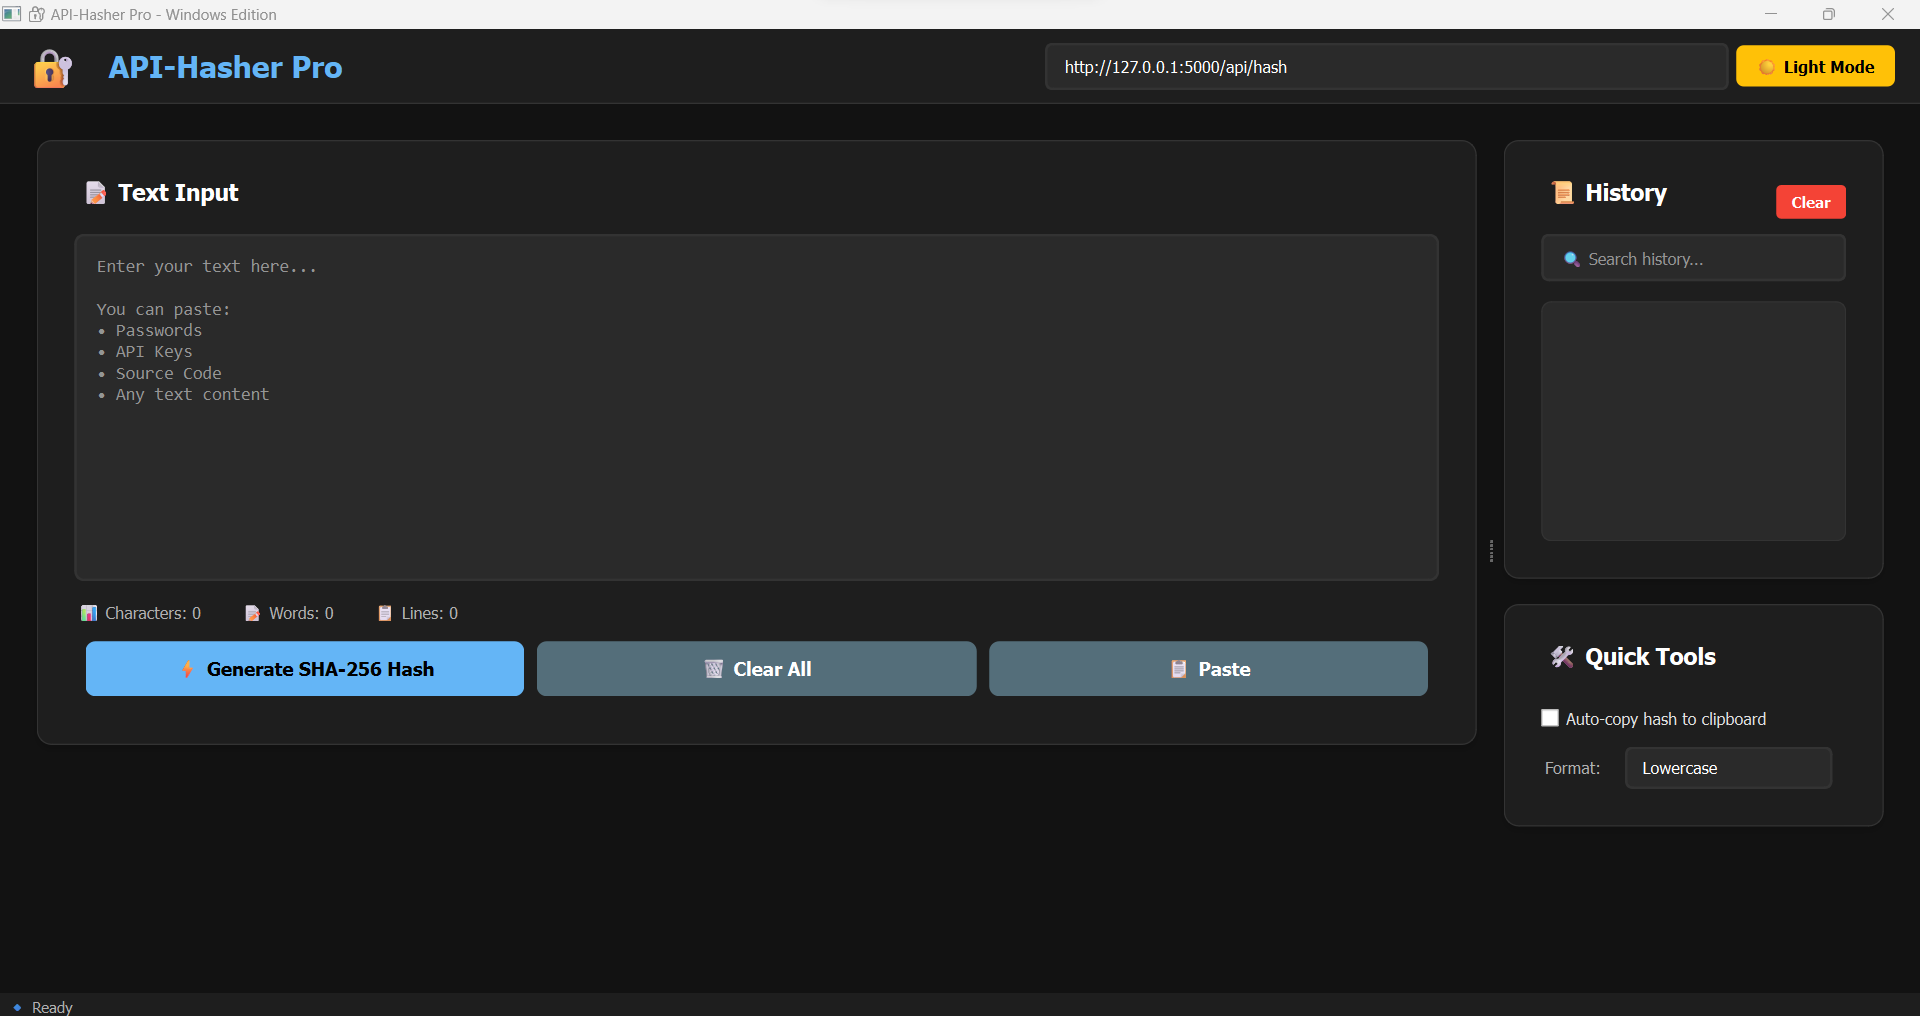 API-Hasher Pro - Windows Edition
API-Hasher Pro
http://127.0.0.1:5000/api/hash
Light Mode
Text Input
Enter your text here...
You can paste:
• Passwords
• API Keys
• Source Code
• Any text content
Characters: 0
Words: 0
Lines: 0
Generate SHA-256 Hash
Clear All
Paste
History
Clear
Search history...
Quick Tools
Auto-copy hash to clipboard
Format:
Lowercase
Ready